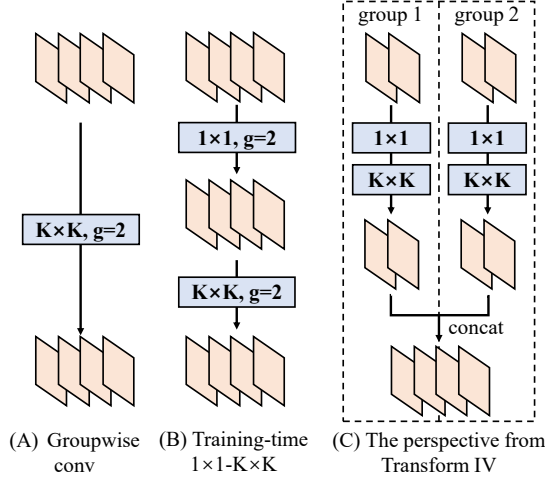 group 1
group 2
1×1, g=2
1×1
1×1
K×K
K×K
K×K, g=2
K×K, g=2
concat
(A) Groupwise
conv
(B) Training-time
1×1-K×K
(C) The perspective from
Transform IV